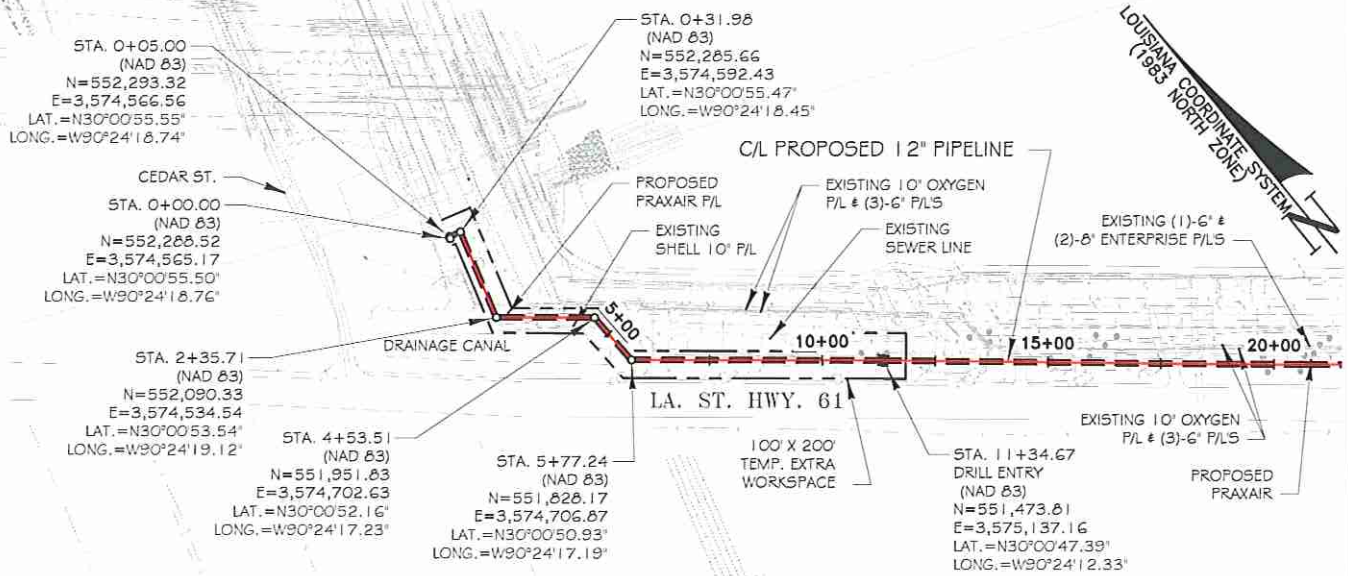 STA. 0+05.00
(NAD 83)
N=552,293.32
E=3,574,566.56
LAT.=N30°00'55.55"
LONG.=W90°24'18.74"
STA. 0+31.98
(NAD 83)
N=552,285.66
E=3,574,592.43
LAT.=N30°00'55.47"
LONG.=W90°24'18.45"
LOUISIANA COORDINATE SYSTEM
(1983 NORTH ZONE)
CEDAR ST.
STA. 0+00.00
(NAD 83)
N=552,288.52
E=3,574,565.17
LAT.=N30°00'55.50"
LONG.=W90°24'18.76"
PROPOSED
PRAXAIR P/L
EXISTING
SHELL 10" P/L
C/L PROPOSED 12" PIPELINE
EXISTING 10" OXYGEN
P/L & (3)-6" P/L'S
EXISTING
SEWER LINE
EXISTING (1)-6" &
(2)-8" ENTERPRISE P/L'S
5+00
10+00
15+00
20+00
DRAINAGE CANAL
LA. ST. HWY. 61
STA. 2+35.71
(NAD 83)
N=552,090.33
E=3,574,534.54
LAT.=N30°00'53.54"
LONG.=W90°24'19.12"
STA. 4+53.51
(NAD 83)
N=551,951.83
E=3,574,702.63
LAT.=N30°00'52.16"
LONG.=W90°24'17.23"
STA. 5+77.24
(NAD 83)
N=551,828.17
E=3,574,706.87
LAT.=N30°00'50.93"
LONG.=W90°24'17.19"
100' X 200'
TEMP. EXTRA
WORKSPACE
STA. 11+34.67
DRILL ENTRY
(NAD 83)
N=551,473.81
E=3,575,137.16
LAT.=N30°00'47.39"
LONG.=W90°24'12.33"
EXISTING 10" OXYGEN
P/L & (3)-6" P/L'S
PROPOSED
PRAXAIR